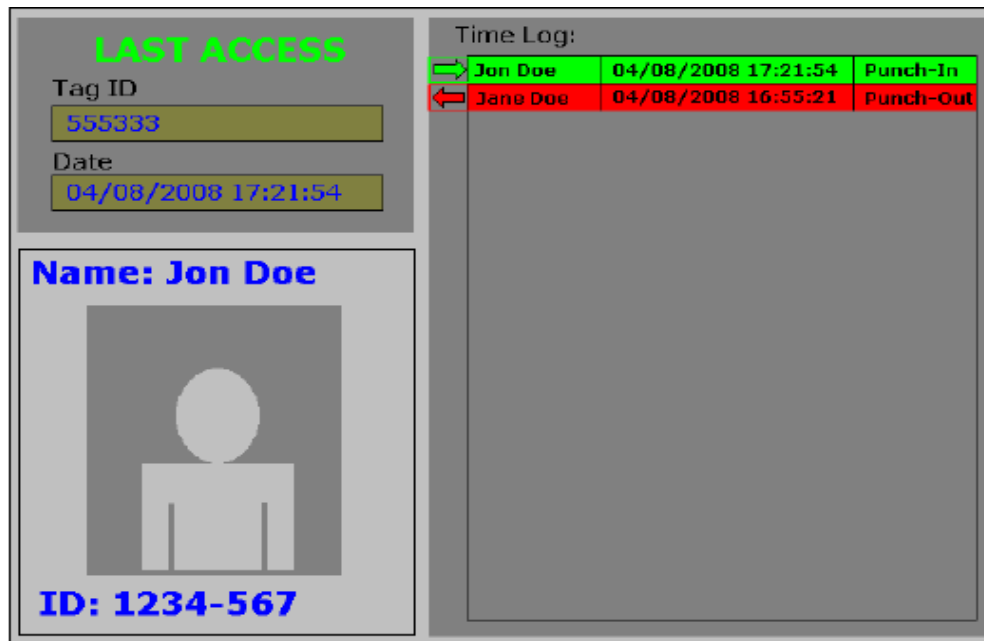 LAST ACCESS
Tag ID
555333
Date
04/08/2008 17:21:54
Name: Jon Doe
ID: 1234-567
Time Log:
Jon Doe 04/08/2008 17:21:54 Punch-In
Jane Doe 04/08/2008 16:55:21 Punch-Out